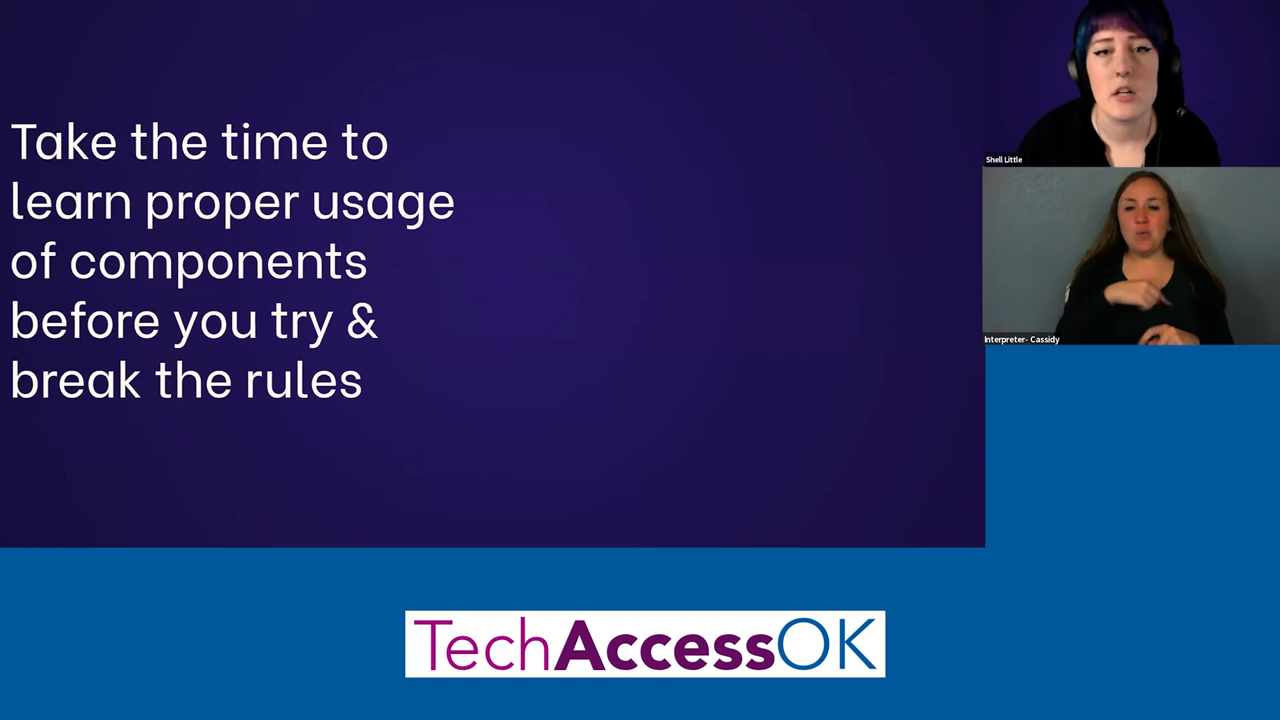 Take the time to
learn proper usage
of components
before you try &
break the rules
Shell Little
Interpreter- Cassidy
TechAccessOK